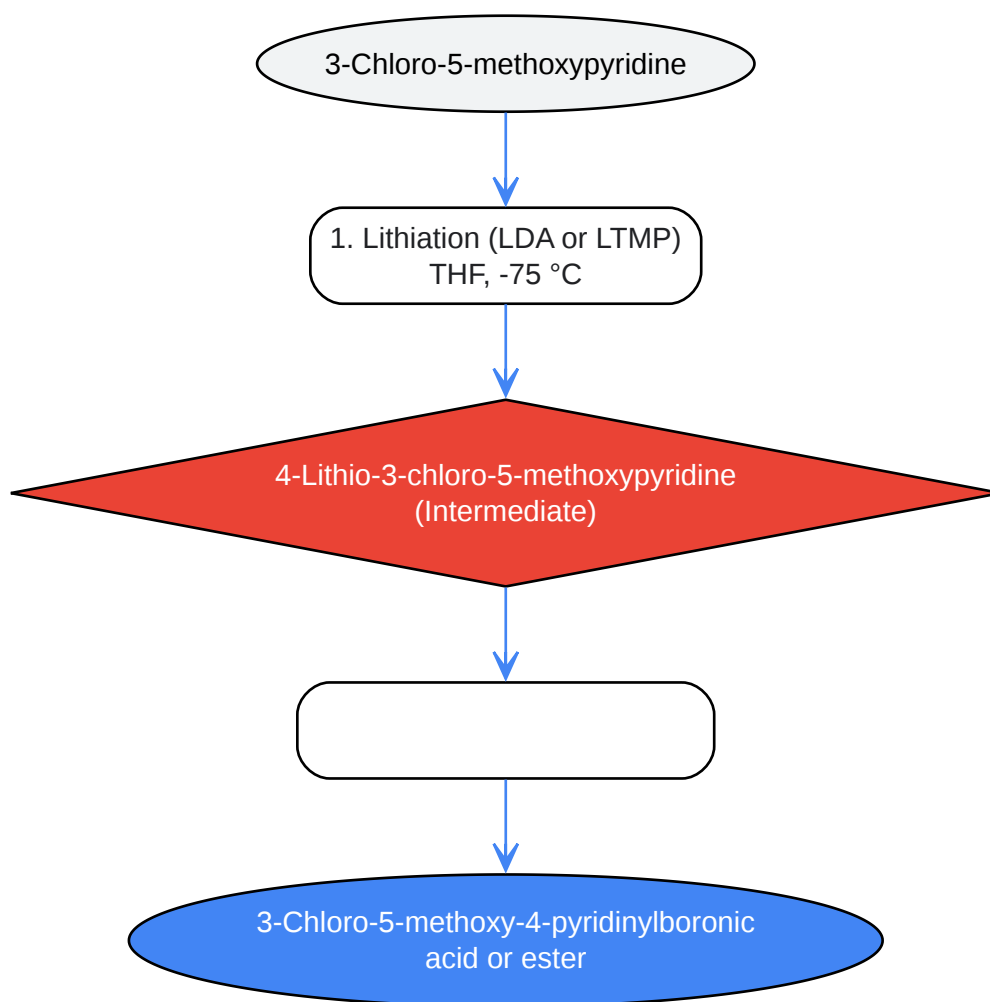 3-Chloro-5-methoxypyridine
1. Lithiation (LDA or LTMP)
THF, -75 °C
4-Lithio-3-chloro-5-methoxypyridine
(Intermediate)
3-Chloro-5-methoxy-4-pyridinylboronic
acid or ester